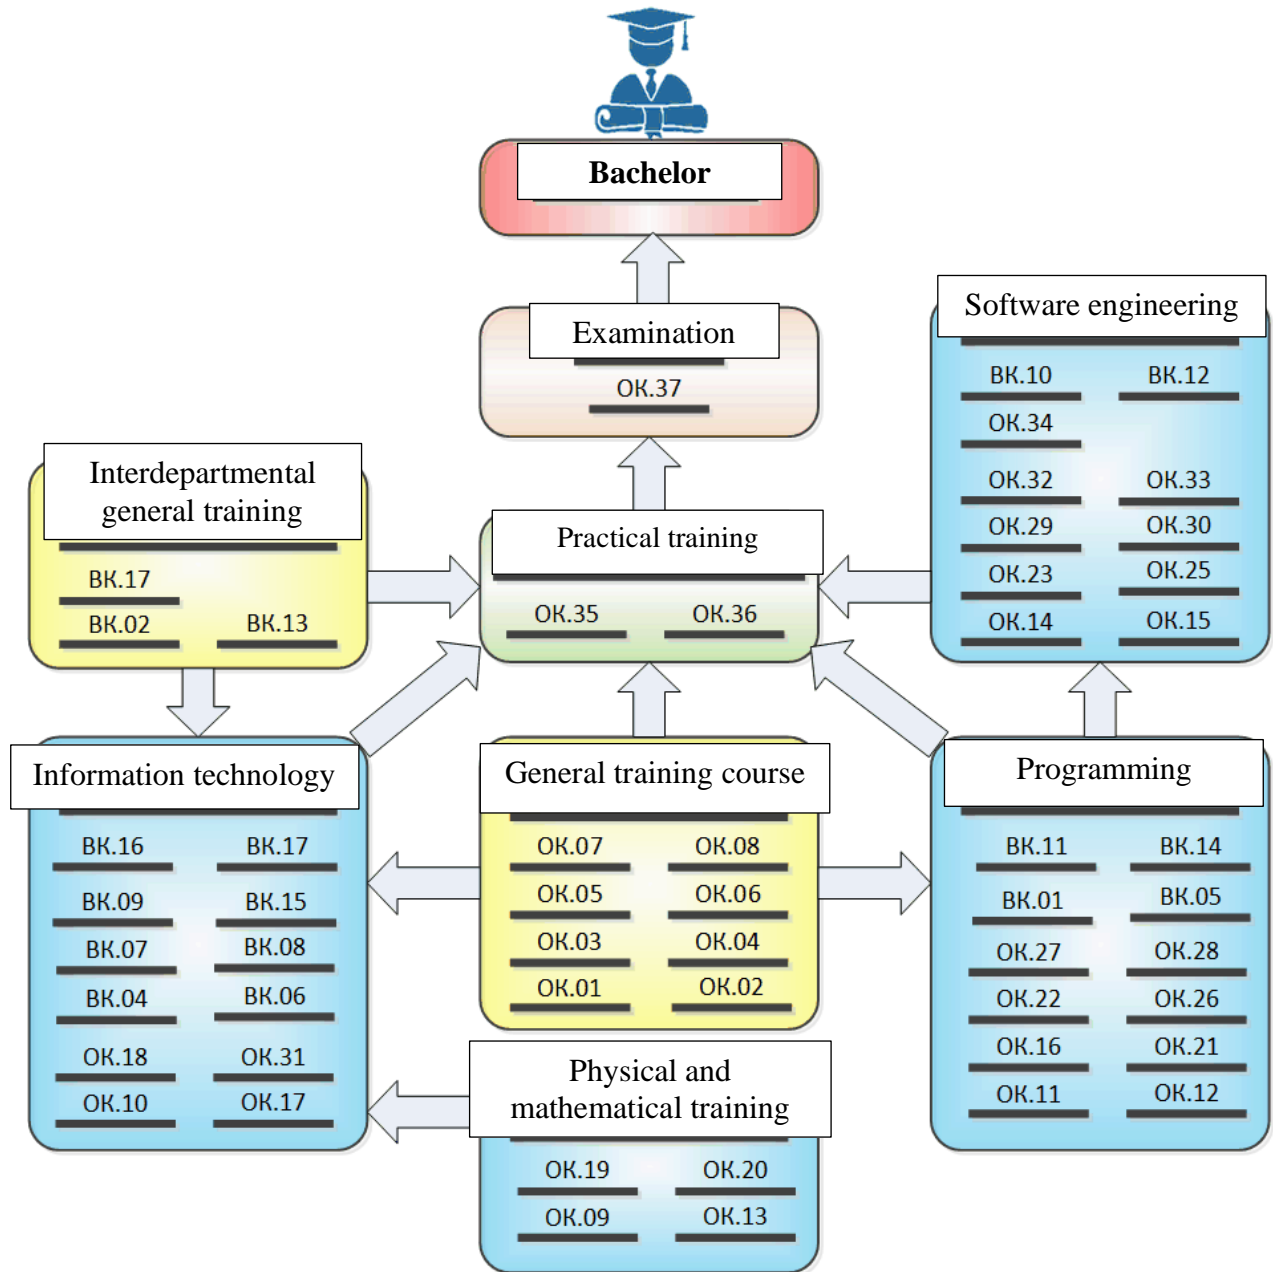 Bachelor
Examination
ОК.37
Software engineering
ВК.10 ВК.12
ОК.34
ОК.32 ОК.33
ОК.29 ОК.30
ОК.23 ОК.25
ОК.14 ОК.15
Interdepartmental
general training
ВК.17
ВК.02 ВК.13
Practical training
ОК.35 ОК.36
Information technology
ВК.16 ВК.17
ВК.09 ВК.15
ВК.07 ВК.08
ВК.04 ВК.06
ОК.18 ОК.31
ОК.10 ОК.17
General training course
ОК.07 ОК.08
ОК.05 ОК.06
ОК.03 ОК.04
ОК.01 ОК.02
Programming
ВК.11 ВК.14
ВК.01 ВК.05
ОК.27 ОК.28
ОК.22 ОК.26
ОК.16 ОК.21
ОК.11 ОК.12
Physical and
mathematical training
ОК.19 ОК.20
ОК.09 ОК.13